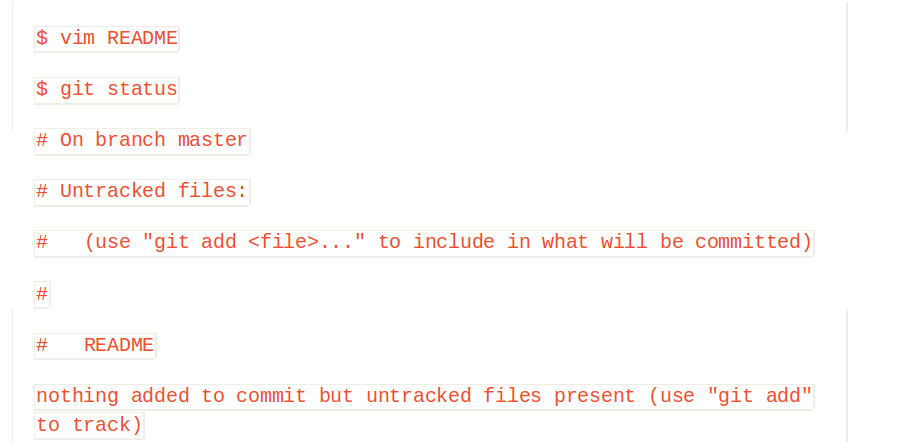 $ vim README
$ git status
# On branch master
# Untracked files:
#   (use "git add <file>..." to include in what will be committed)
#
#   README
nothing added to commit but untracked files present (use "git add"
to track)